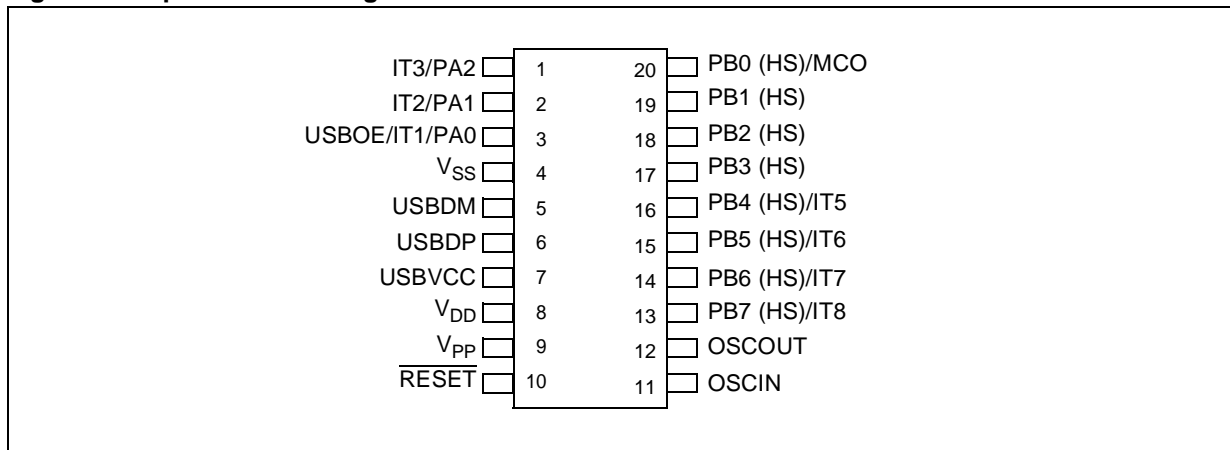 IT3/PA2 1 20 PB0 (HS)/MCO
IT2/PA1 2 19 PB1 (HS)
USBOE/IT1/PA0 3 18 PB2 (HS)
VSS 4 17 PB3 (HS)
USBDM 5 16 PB4 (HS)/IT5
USBDP 6 15 PB5 (HS)/IT6
USBVCC 7 14 PB6 (HS)/IT7
VDD 8 13 PB7 (HS)/IT8
VPP 9 12 OSCOUT
RESET 10 11 OSCIN